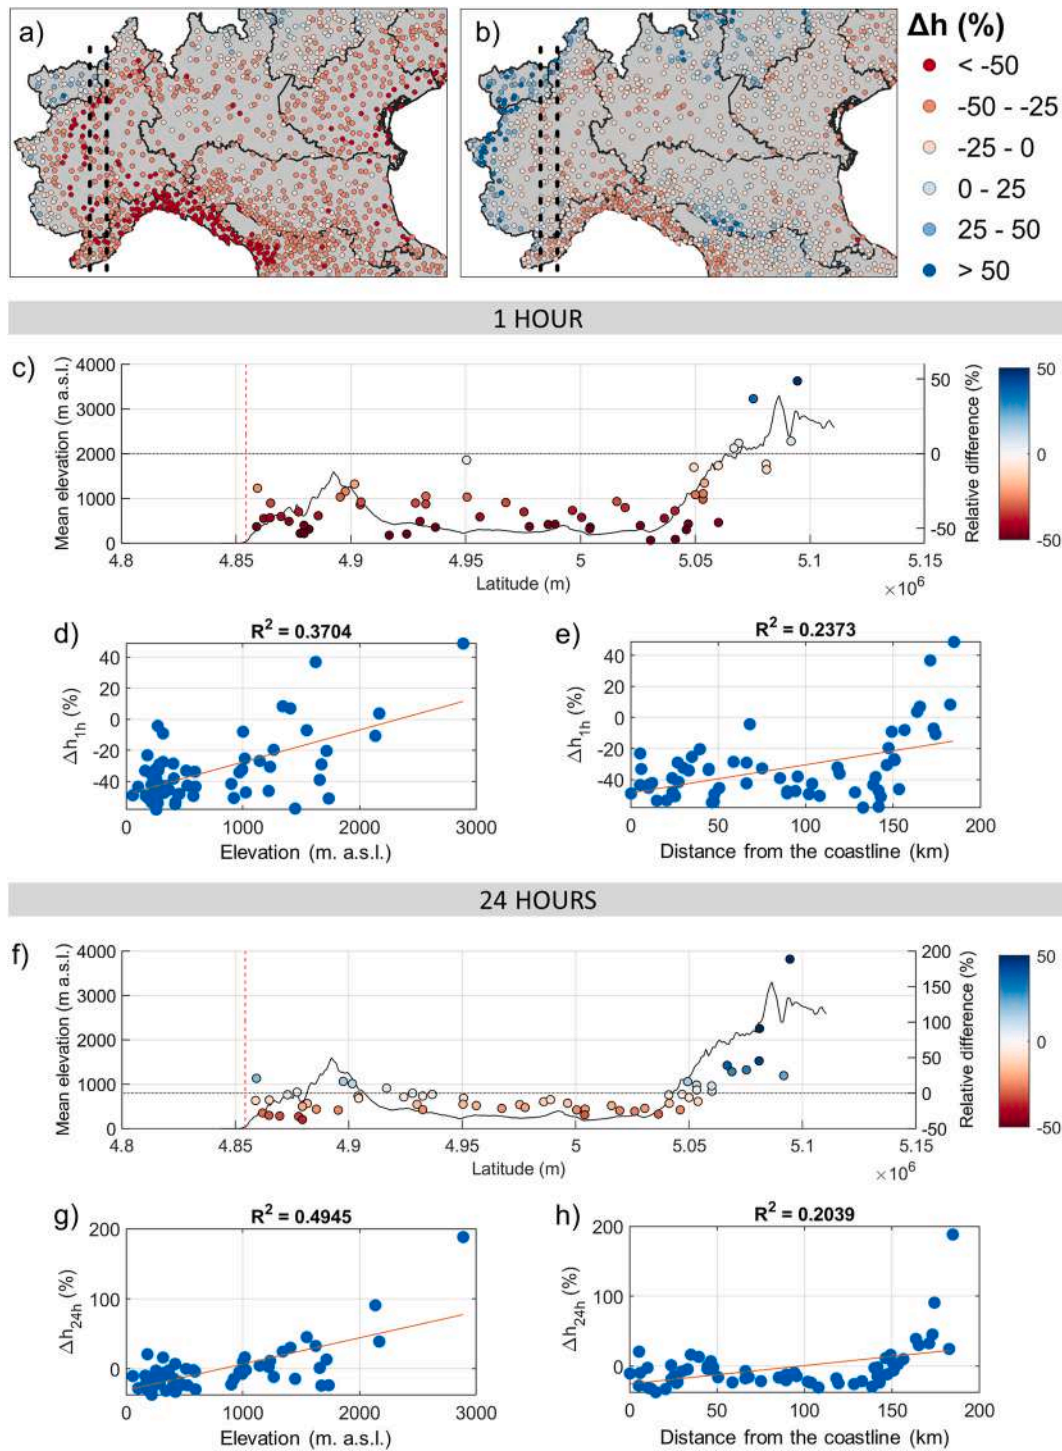 a)
b)
Δh (%)
< -50
-50 - -25
-25 - 0
0 - 25
25 - 50
> 50
1 HOUR
c)
Mean elevation (m a.s.l.)
4000
3000
2000
1000
0
4.8
4.85
4.9
4.95
5
5.05
5.1
5.15
Latitude (m)
×10⁶
50
0
-50
Relative difference (%)
50
0
-50
d)
R² = 0.3704
Δh1h (%)
40
20
0
-20
-40
0
1000
2000
3000
Elevation (m. a.s.l.)
e)
R² = 0.2373
Δh1h (%)
40
20
0
-20
-40
0
50
100
150
200
Distance from the coastline (km)
24 HOURS
f)
Mean elevation (m a.s.l.)
4000
3000
2000
1000
0
4.8
4.85
4.9
4.95
5
5.05
5.1
5.15
Latitude (m)
×10⁶
200
150
100
50
0
-50
Relative difference (%)
50
0
-50
g)
R² = 0.4945
Δh24h (%)
200
100
0
0
1000
2000
3000
Elevation (m. a.s.l.)
h)
R² = 0.2039
Δh24h (%)
200
100
0
0
50
100
150
200
Distance from the coastline (km)